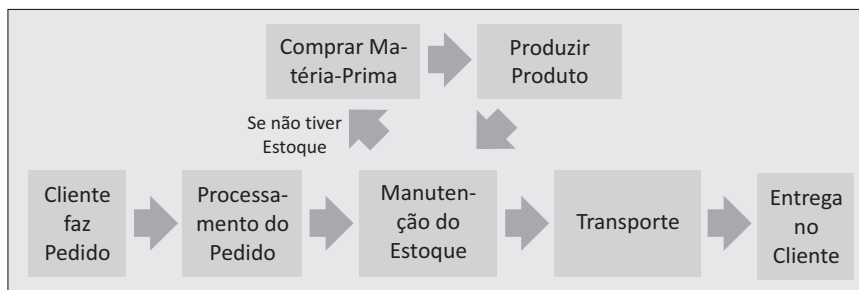 Comprar Ma-
téria-Prima
Produzir
Produto
Se não tiver
Estoque
Cliente
faz
Pedido
Processa-
mento do
Pedido
Manuten-
ção do
Estoque
Transporte
Entrega
no
Cliente